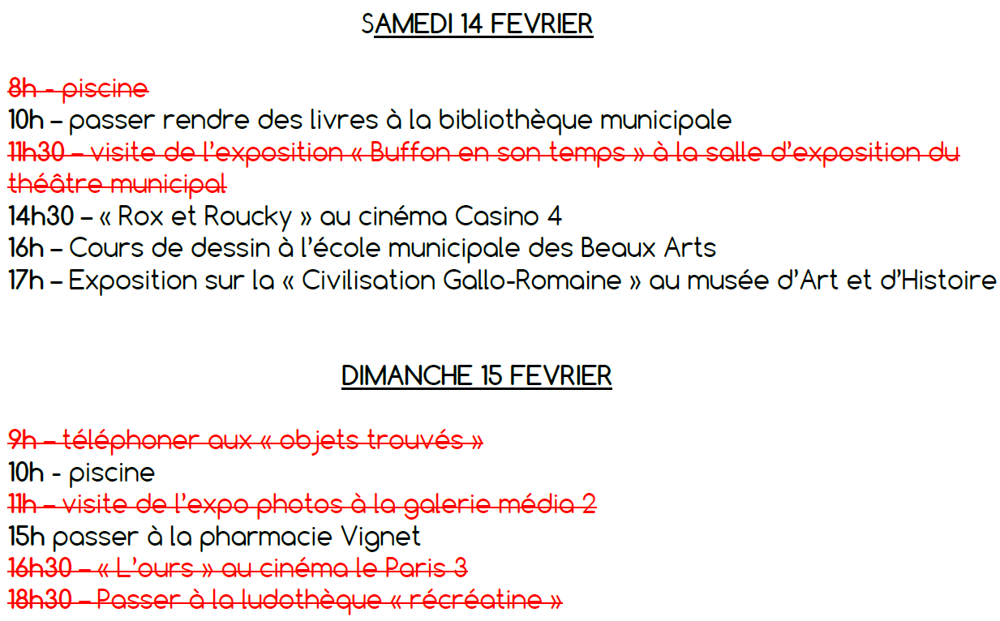 SAMEDI 14 FEVRIER
8h - piscine
10h – passer rendre des livres à la bibliothèque municipale
11h30 – visite de l'exposition « Buffon en son temps » à la salle d'exposition du
théâtre municipal
14h30 – « Rox et Roucky » au cinéma Casino 4
16h – Cours de dessin à l'école municipale des Beaux Arts
17h – Exposition sur la « Civilisation Gallo-Romaine » au musée d'Art et d'Histoire
DIMANCHE 15 FEVRIER
9h – téléphoner aux « objets trouvés »
10h - piscine
11h – visite de l'expo photos à la galerie média 2
15h passer à la pharmacie Vignet
16h30 – « L'ours » au cinéma le Paris 3
18h30 – Passer à la ludothèque « récréatine »